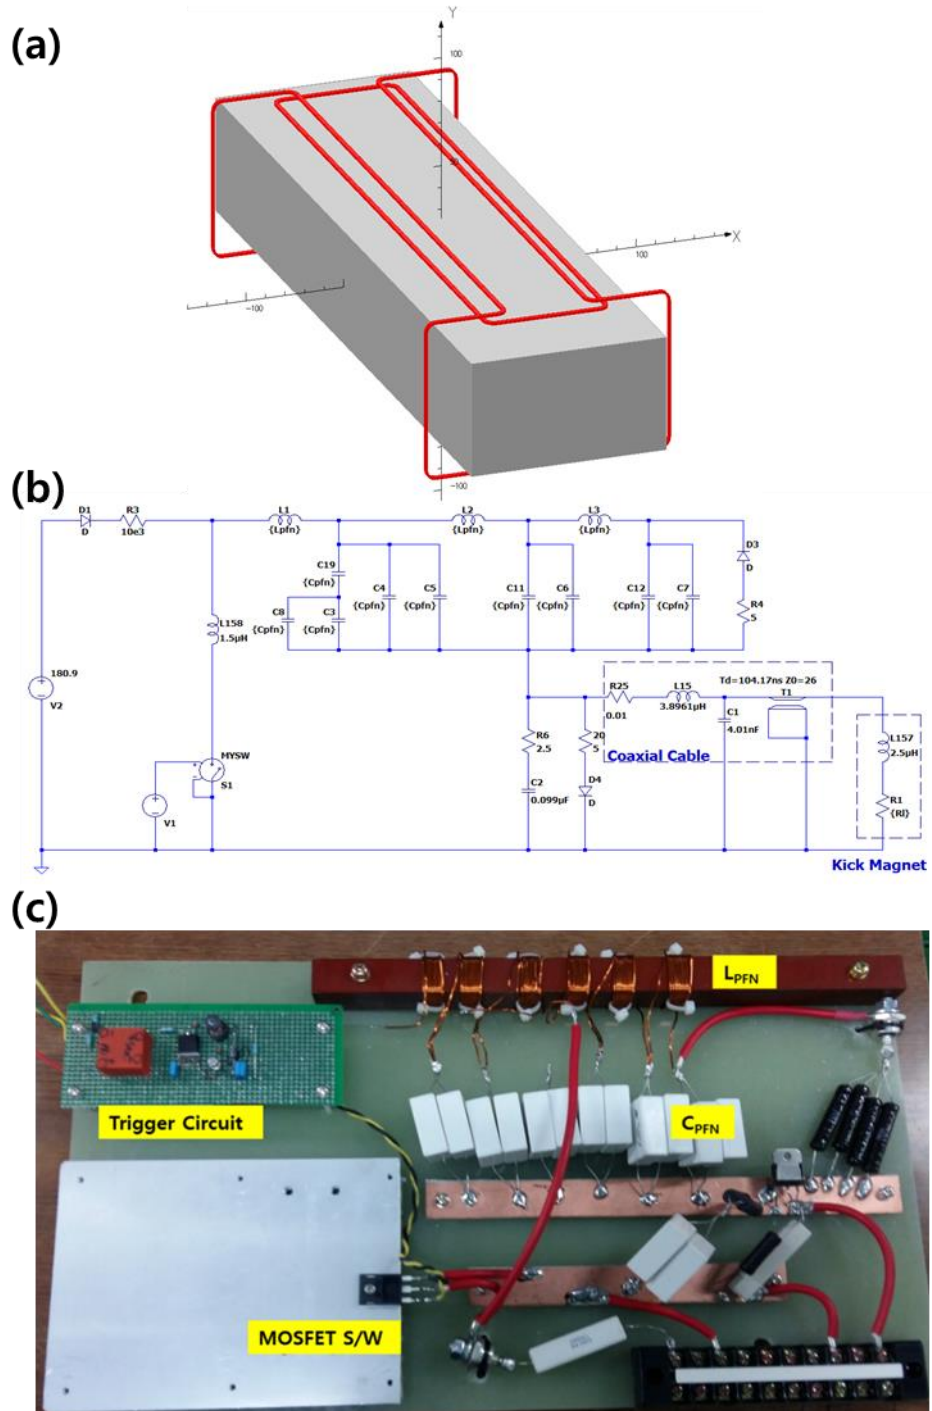 (a)
Y
100
50
X
100
-100
-100
(b)
D1
D
R3
10e3
L1
{Lpfn}
L2
{Lpfn}
L3
{Lpfn}
C19
{Cpfn}
C8
{Cpfn}
C3
{Cpfn}
C4
{Cpfn}
C5
{Cpfn}
C11
{Cpfn}
C6
{Cpfn}
C12
{Cpfn}
C7
{Cpfn}
D3
D
R4
5
L158
1.5µH
180.9
V2
MYSW
S1
V1
R6
2.5
C2
0.099µF
20
5
D4
D
R25
0.01
L15
3.8961µH
Td=104.17ns Z0=26
T1
C1
4.01nF
Coaxial Cable
L157
2.5µH
R1
{Rl}
Kick Magnet
(c)
LPFN
Trigger Circuit
CPFN
MOSFET S/W